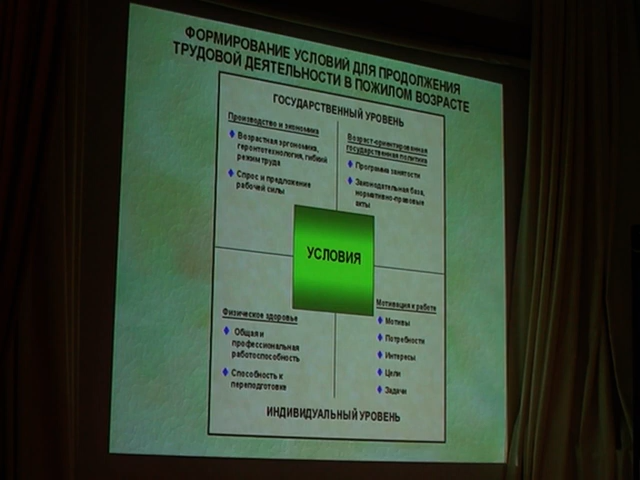 ФОРМИРОВАНИЕ УСЛОВИЙ ДЛЯ ПРОДОЛЖЕНИЯ
ТРУДОВОЙ ДЕЯТЕЛЬНОСТИ В ПОЖИЛОМ ВОЗРАСТЕ
ГОСУДАРСТВЕННЫЙ УРОВЕНЬ
Производство и экономика
Возрастная эргономика,
геронтотехнология, гибкий
режим труда
Спрос и предложение
рабочей силы
Возраст-ориентированная
государственная политика
Программа занятости
Законодательная база,
нормативно-правовые
акты
УСЛОВИЯ
Физическое здоровье
Общая и
профессиональная
работоспособность
Способность к
переподготовке
Мотивация к работе
Мотивы
Потребности
Интересы
Цели
Задачи
ИНДИВИДУАЛЬНЫЙ УРОВЕНЬ